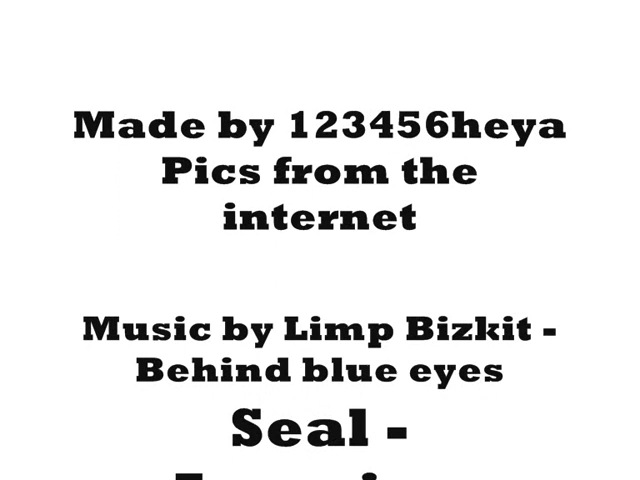 Made by 123456heya
Pics from the
internet
Music by Limp Bizkit -
Behind blue eyes
Seal -